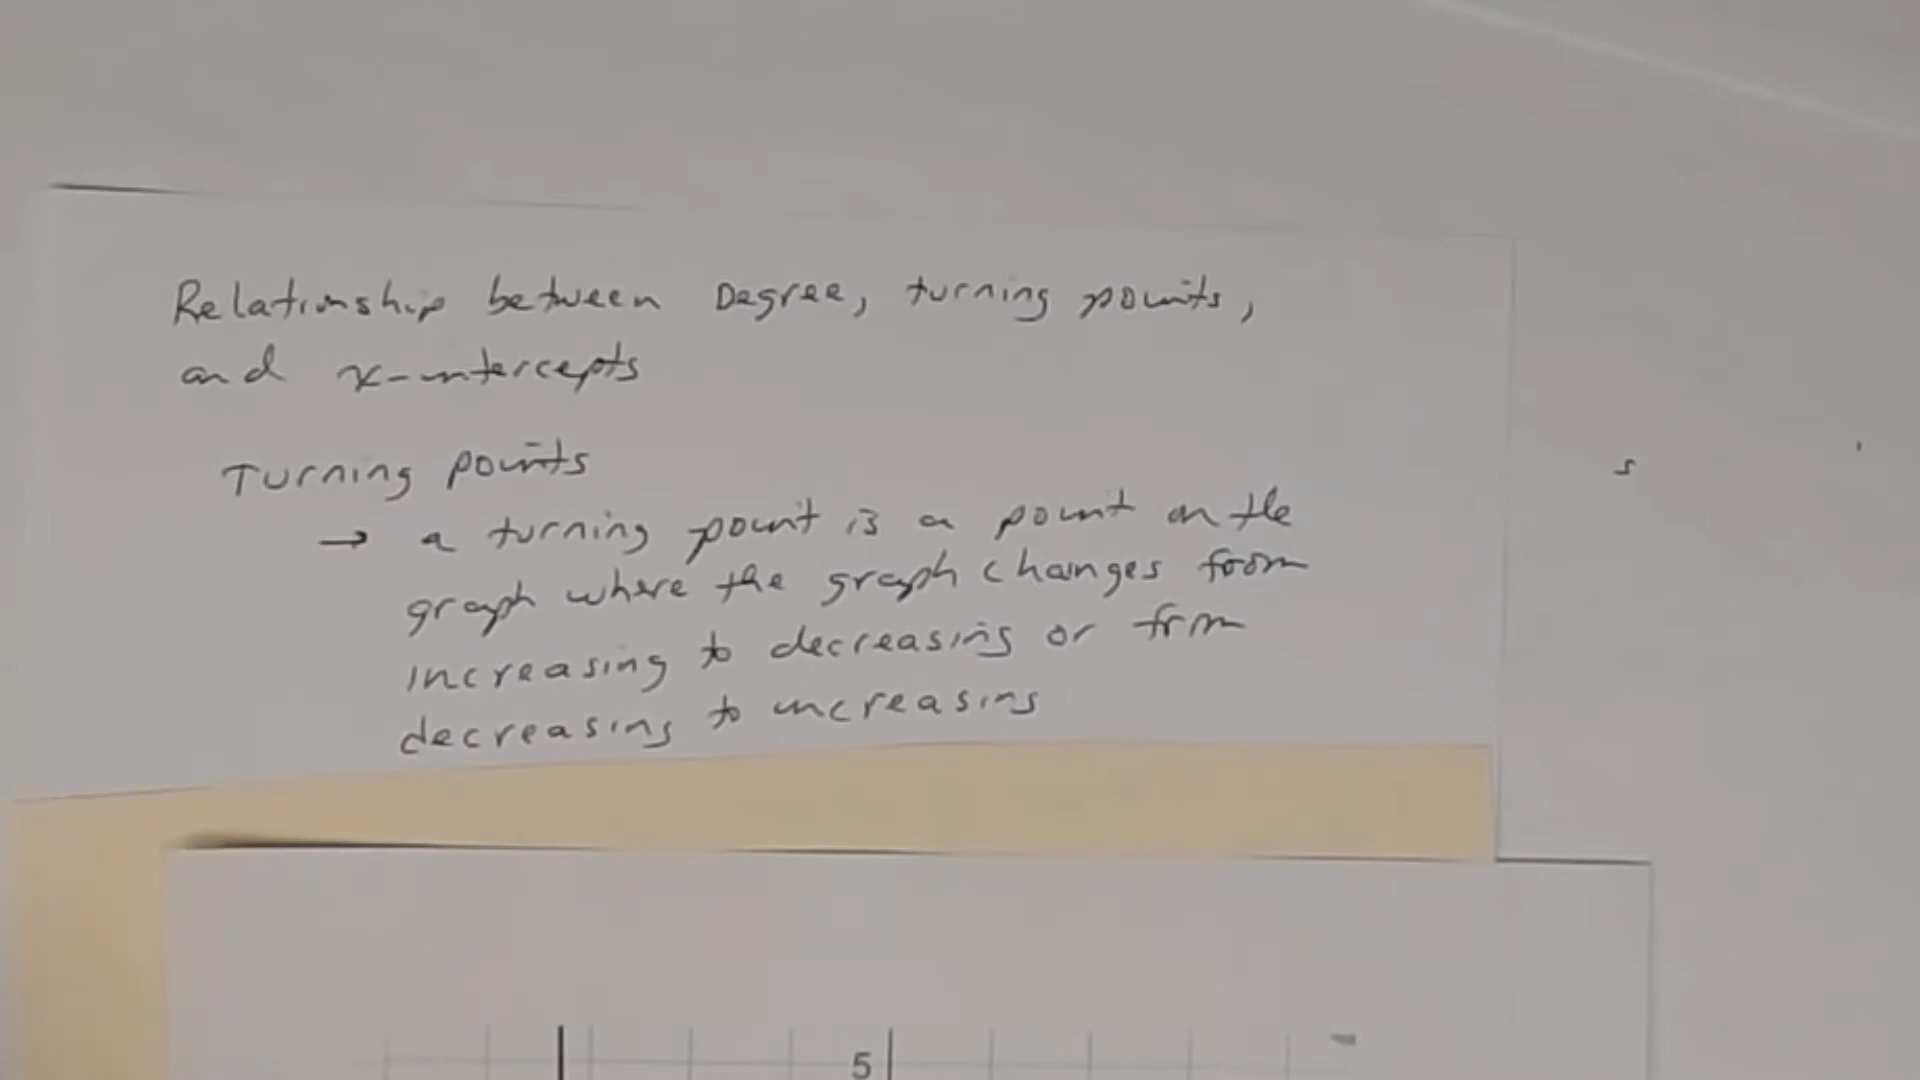 Relationship between Degree, turning points,
and x-intercepts
Turning points
→ a turning point is a point on the
graph where the graph changes from
increasing to decreasing or from
decreasing to increasing
s
5